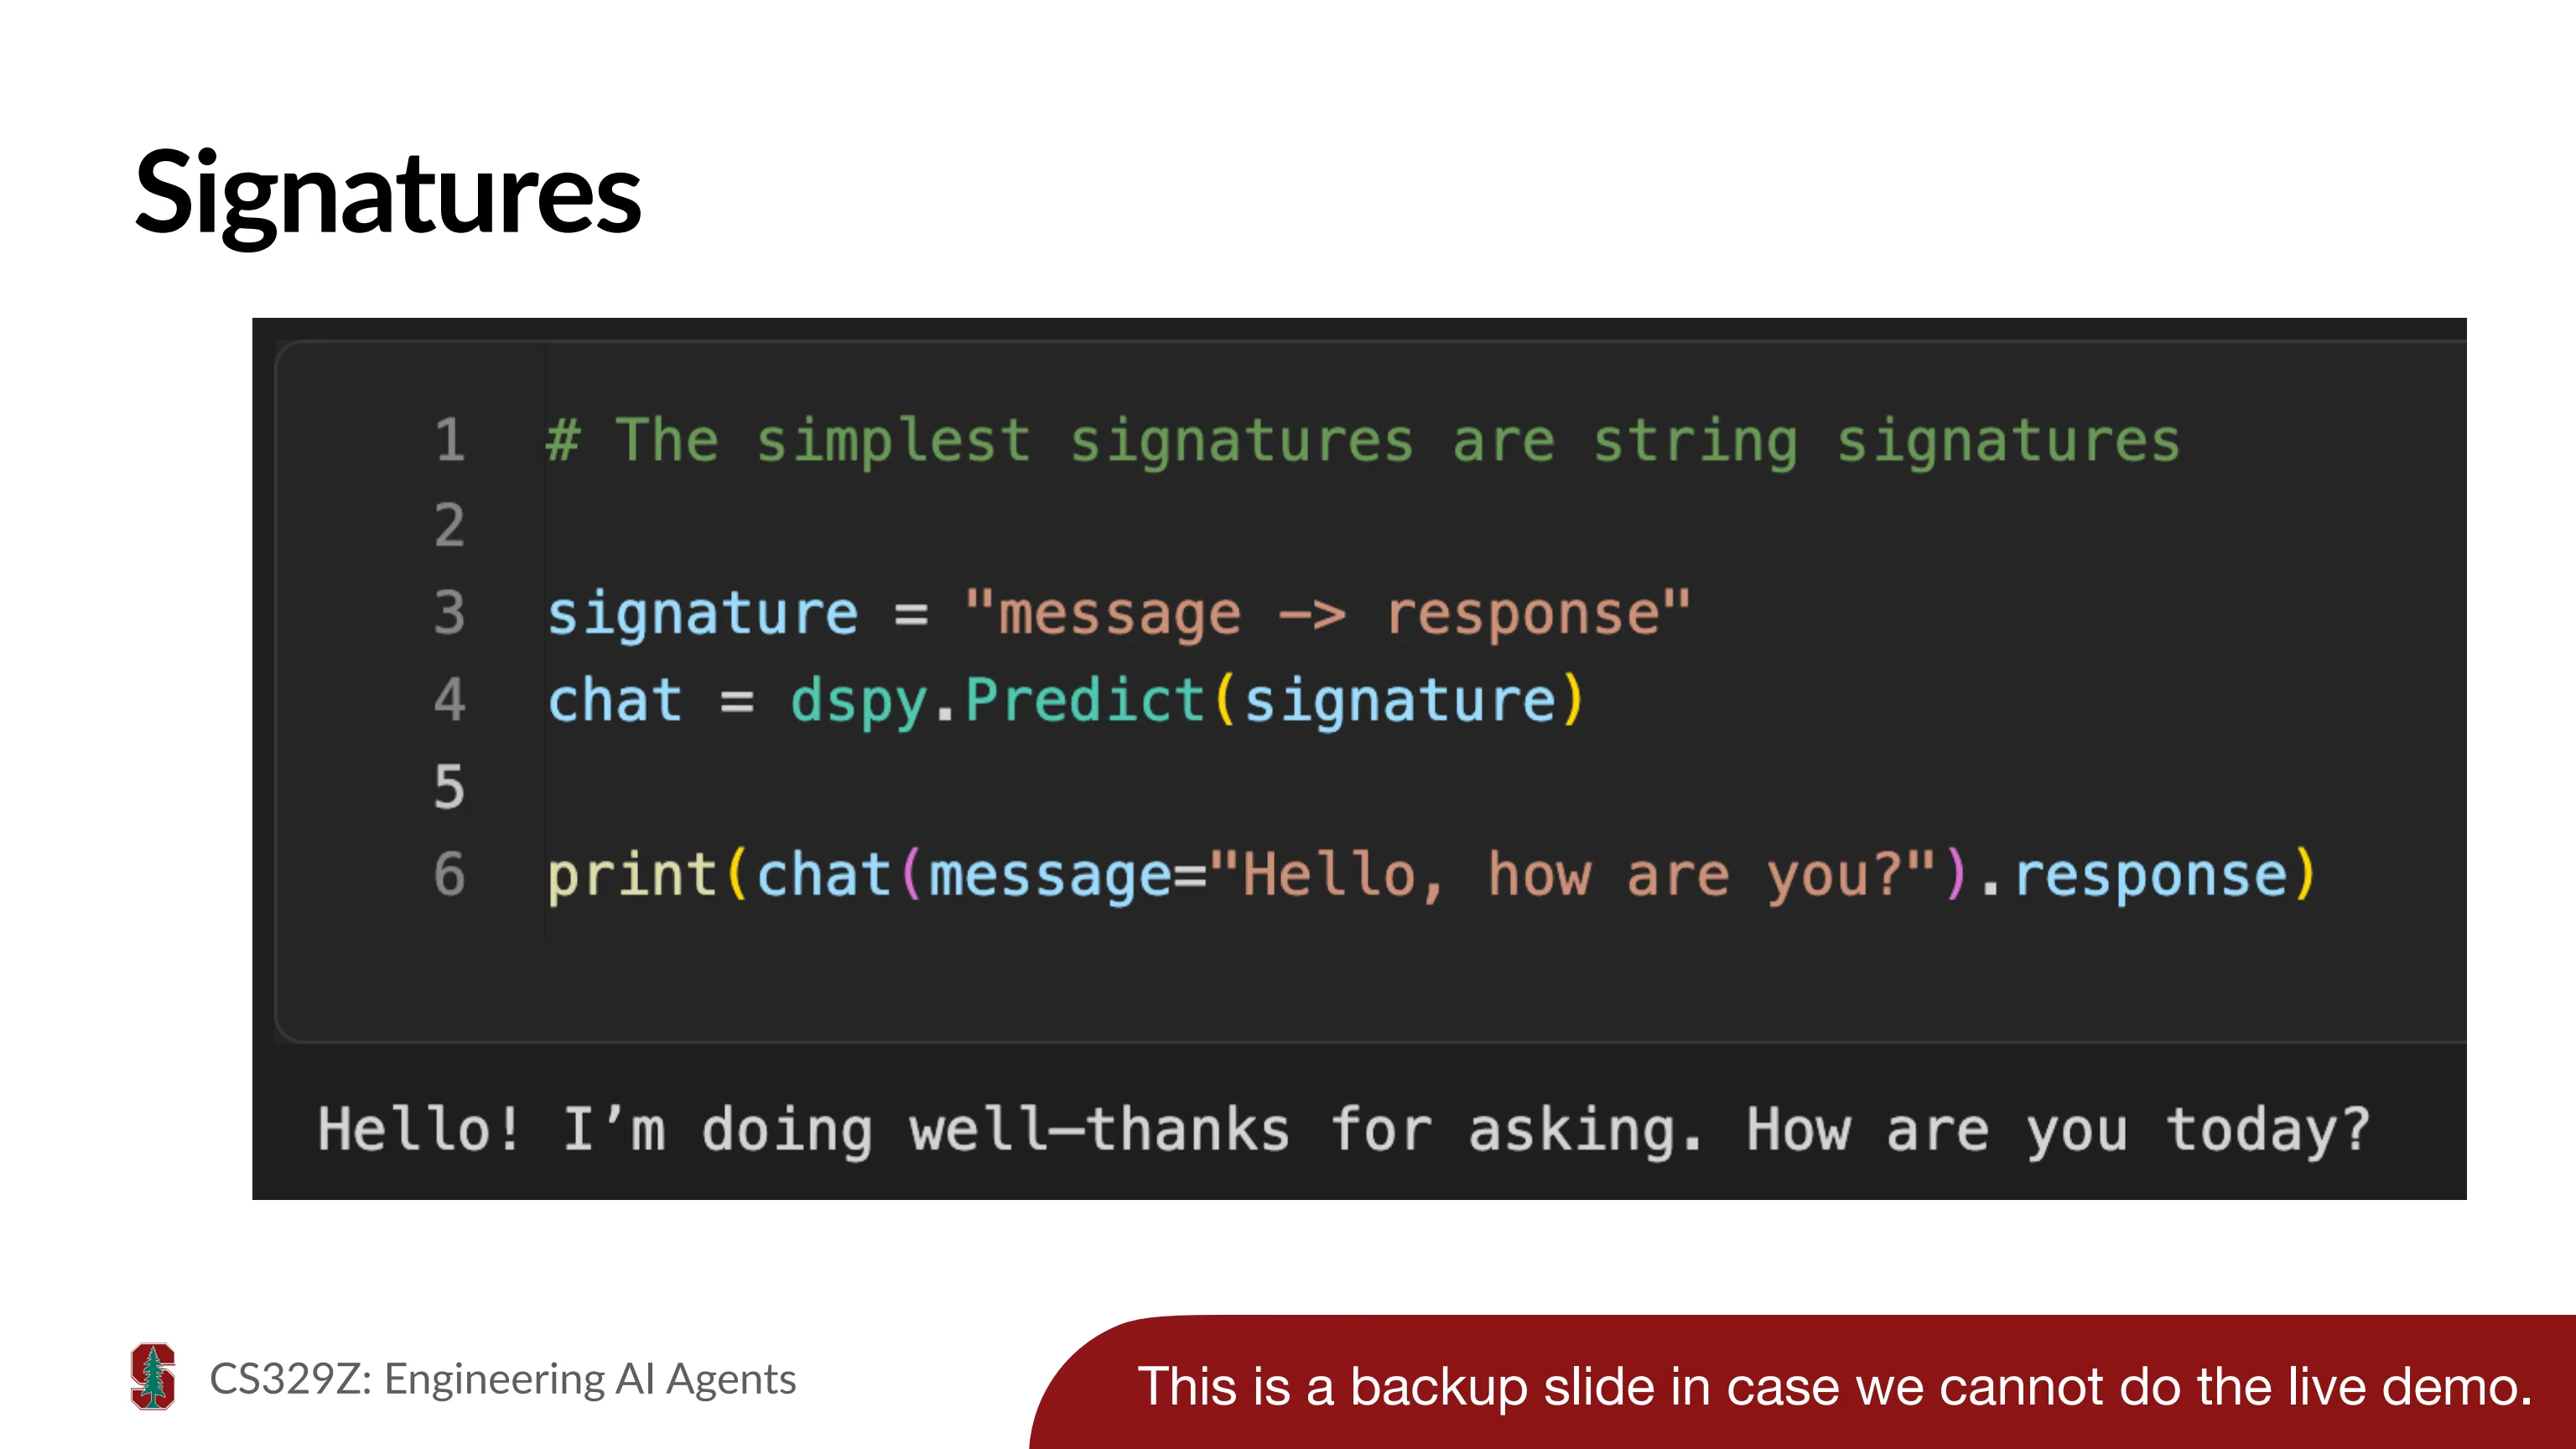 Signatures
1 # The simplest signatures are string signatures
2
3 signature = "message -> response"
4 chat = dspy.Predict(signature)
5
6 print(chat(message="Hello, how are you?").response)
Hello! I’m doing well—thanks for asking. How are you today?
CS329Z: Engineering AI Agents
This is a backup slide in case we cannot do the live demo.